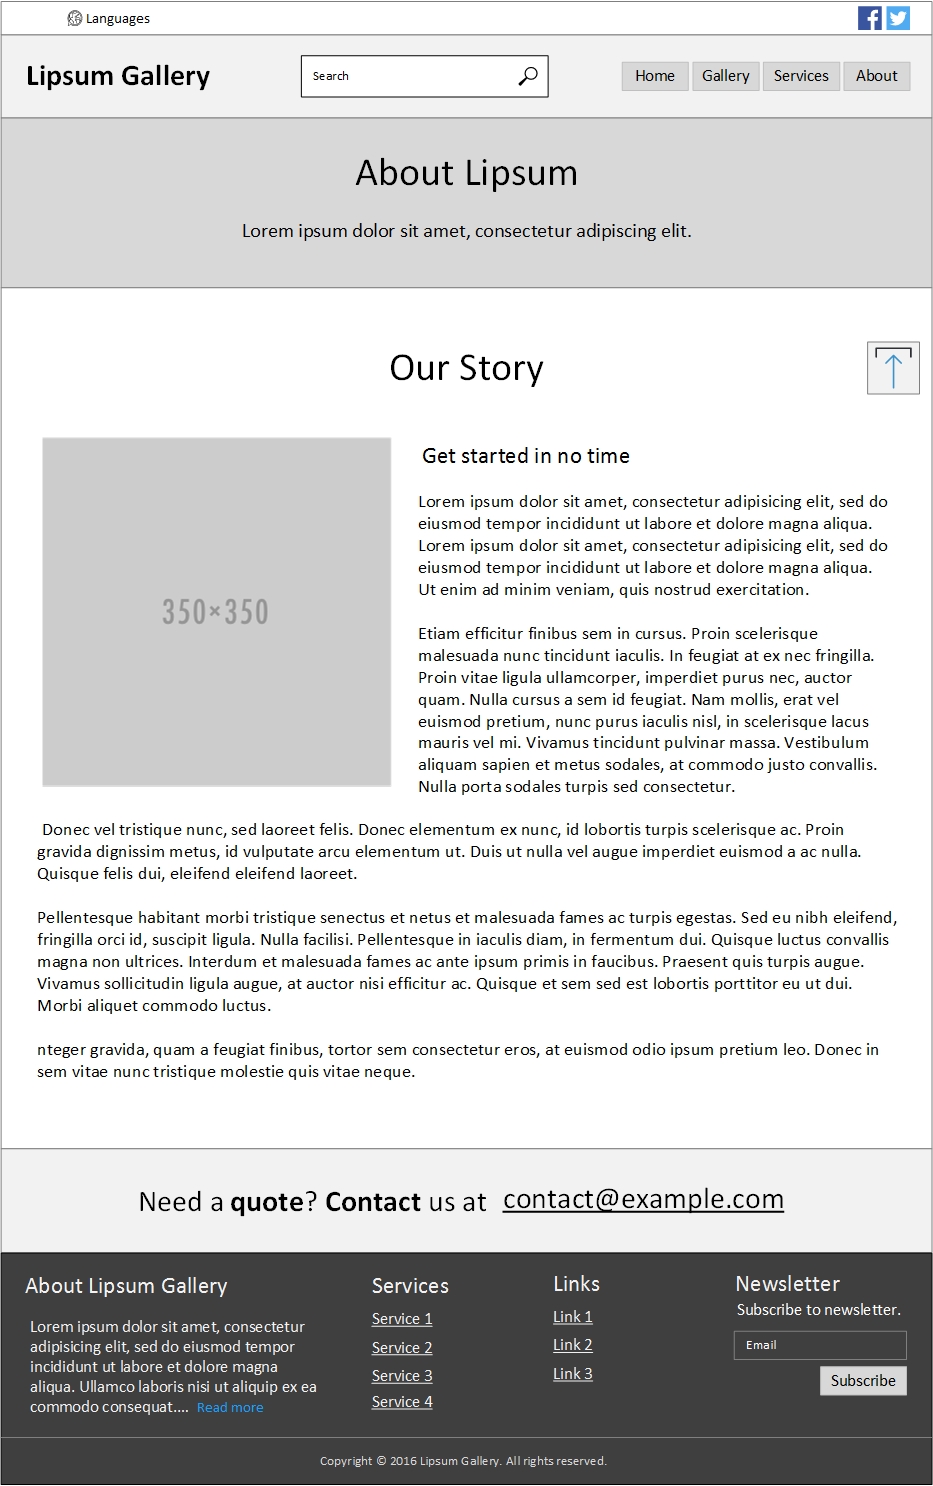 Languages
Lipsum Gallery
Search
Home Gallery Services About
About Lipsum
Lorem ipsum dolor sit amet, consectetur adipiscing elit.
Our Story
350×350
Get started in no time
Lorem ipsum dolor sit amet, consectetur adipisicing elit, sed do
eiusmod tempor incididunt ut labore et dolore magna aliqua.
Lorem ipsum dolor sit amet, consectetur adipisicing elit, sed do
eiusmod tempor incididunt ut labore et dolore magna aliqua.
Ut enim ad minim veniam, quis nostrud exercitation.
Etiam efficitur finibus sem in cursus. Proin scelerisque
malesuada nunc tincidunt iaculis. In feugiat at ex nec fringilla.
Proin vitae ligula ullamcorper, imperdiet purus nec, auctor
quam. Nulla cursus a sem id feugiat. Nam mollis, erat vel
euismod pretium, nunc purus iaculis nisl, in scelerisque lacus
mauris vel mi. Vivamus tincidunt pulvinar massa. Vestibulum
aliquam sapien et metus sodales, at commodo justo convallis.
Nulla porta sodales turpis sed consectetur.
Donec vel tristique nunc, sed laoreet felis. Donec elementum ex nunc, id lobortis turpis scelerisque ac. Proin
gravida dignissim metus, id vulputate arcu elementum ut. Duis ut nulla vel augue imperdiet euismod a ac nulla.
Quisque felis dui, eleifend eleifend laoreet.
Pellentesque habitant morbi tristique senectus et netus et malesuada fames ac turpis egestas. Sed eu nibh eleifend,
fringilla orci id, suscipit ligula. Nulla facilisi. Pellentesque in iaculis diam, in fermentum dui. Quisque luctus convallis
magna non ultrices. Interdum et malesuada fames ac ante ipsum primis in faucibus. Praesent quis turpis augue.
Vivamus sollicitudin ligula augue, at auctor nisi efficitur ac. Quisque et sem sed est lobortis porttitor eu ut dui.
Morbi aliquet commodo luctus.
nteger gravida, quam a feugiat finibus, tortor sem consectetur eros, at euismod odio ipsum pretium leo. Donec in
sem vitae nunc tristique molestie quis vitae neque.
Need a quote? Contact us at contact@example.com
About Lipsum Gallery
Lorem ipsum dolor sit amet, consectetur
adipisicing elit, sed do eiusmod tempor
incididunt ut labore et dolore magna
aliqua. Ullamco laboris nisi ut aliquip ex ea
commodo consequat.... Read more
Services
Service 1
Service 2
Service 3
Service 4
Links
Link 1
Link 2
Link 3
Newsletter
Subscribe to newsletter.
Email
Subscribe
Copyright © 2016 Lipsum Gallery. All rights reserved.